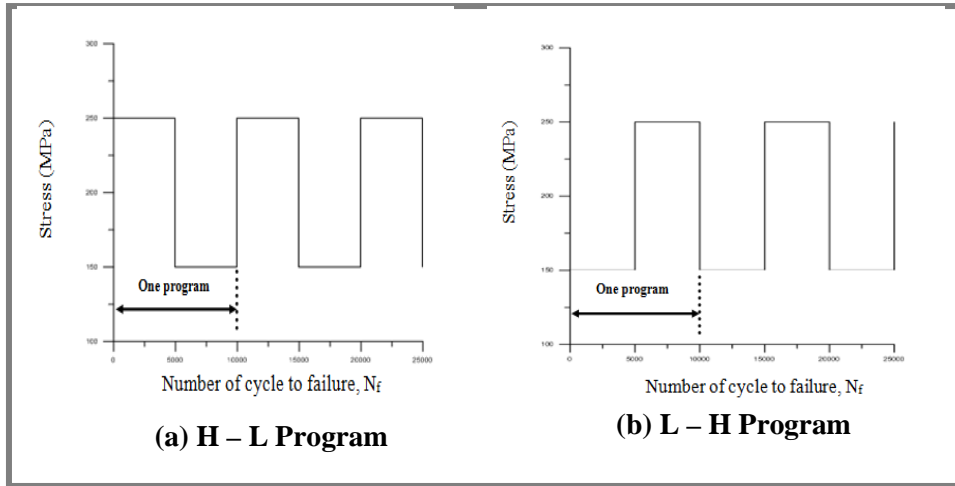 300
250
200
150
100
Stress (MPa)
One program
0
5000
10000
15000
20000
25000
Number of cycle to failure, Nf
(a) H – L Program
300
250
200
150
100
Stress (MPa)
One program
0
5000
10000
15000
20000
25000
Number of cycle to failure, Nf
(b) L – H Program